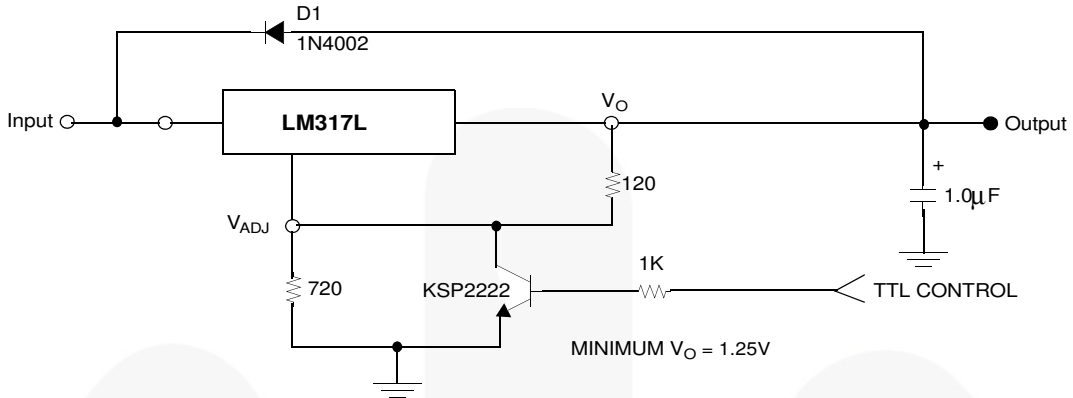 D1
1N4002
Input
LM317L
VO
Output
120
+
1.0μF
VADJ
720
KSP2222
1K
TTL CONTROL
MINIMUM VO = 1.25V